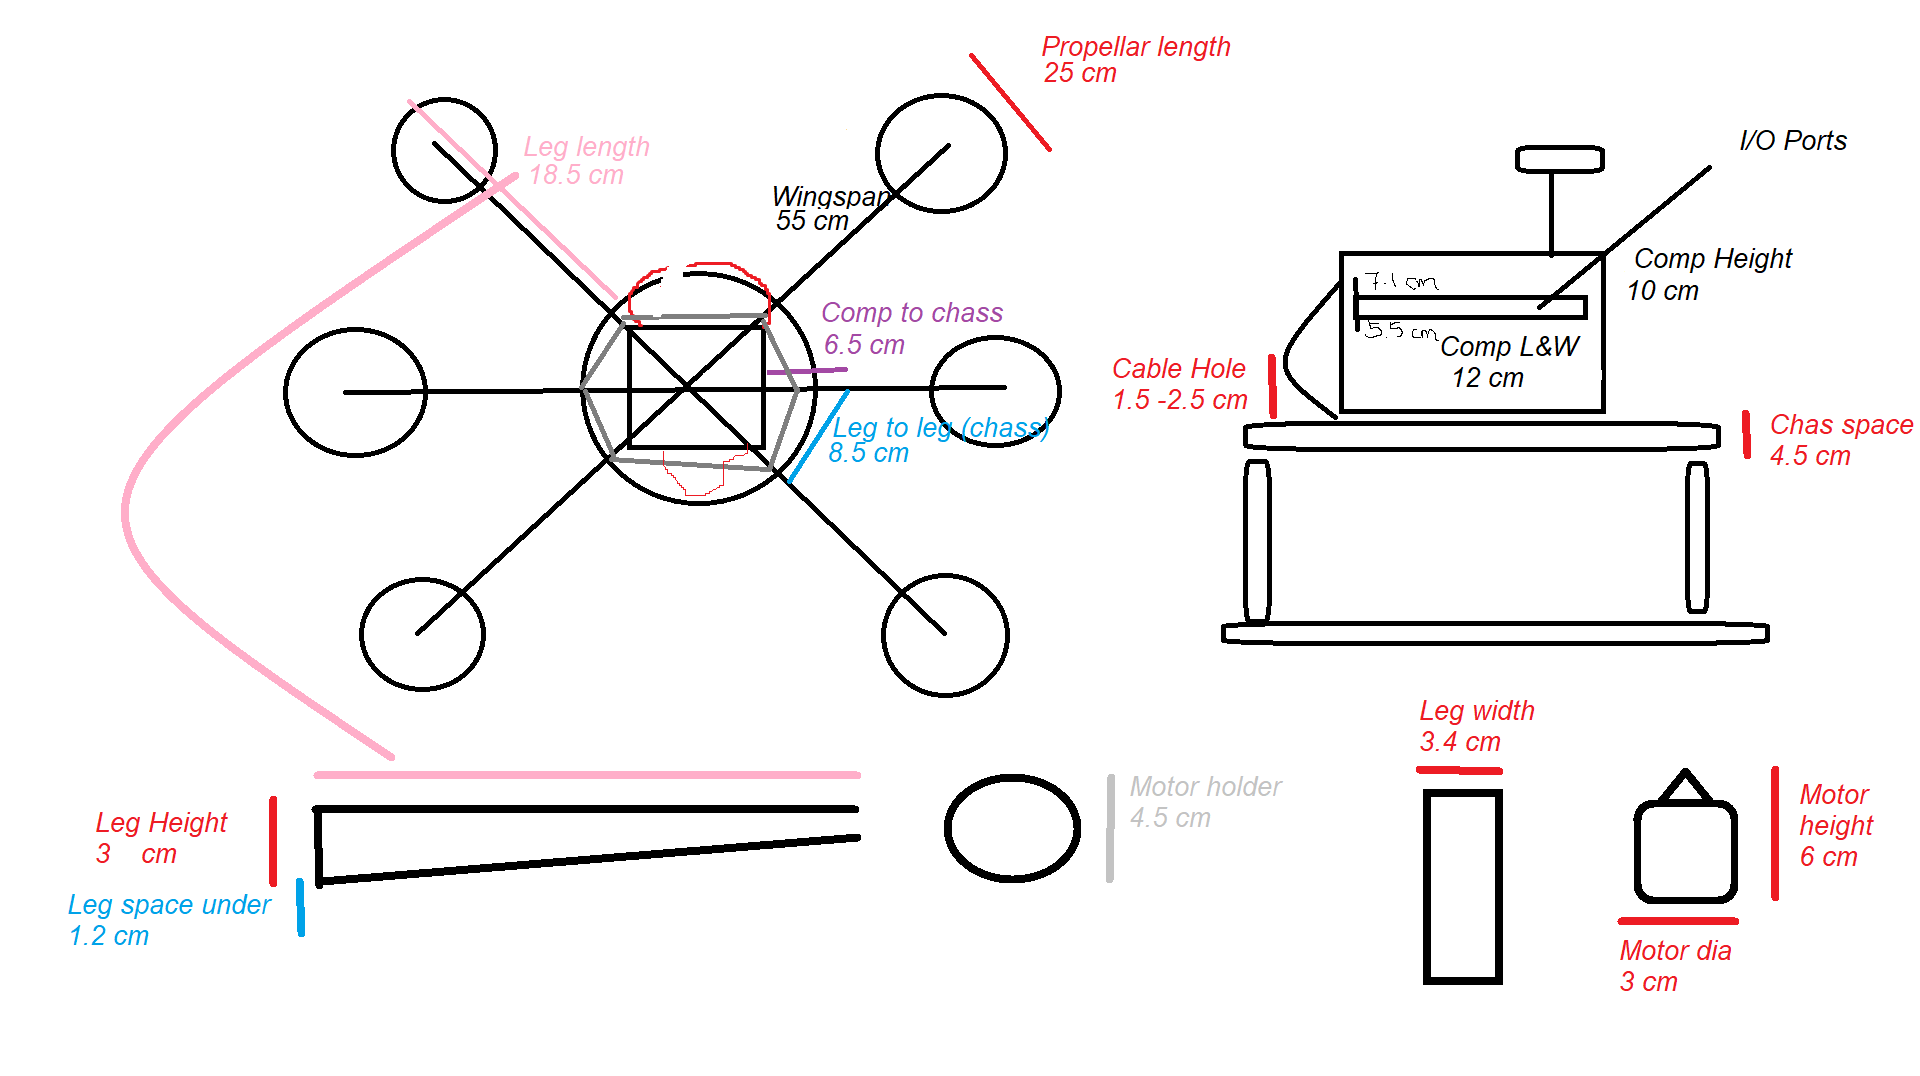 Propellar length
25 cm
Leg length
18.5 cm
Wingspan
55 cm
I/O Ports
Comp Height
10 cm
7.1 cm
5.5 cm
Comp L&W
12 cm
Comp to chass
6.5 cm
Cable Hole
1.5 -2.5 cm
Leg to leg (chass)
8.5 cm
Chas space
4.5 cm
Leg width
3.4 cm
Motor holder
4.5 cm
Motor
height
6 cm
Leg Height
3 cm
Leg space under
1.2 cm
Motor dia
3 cm